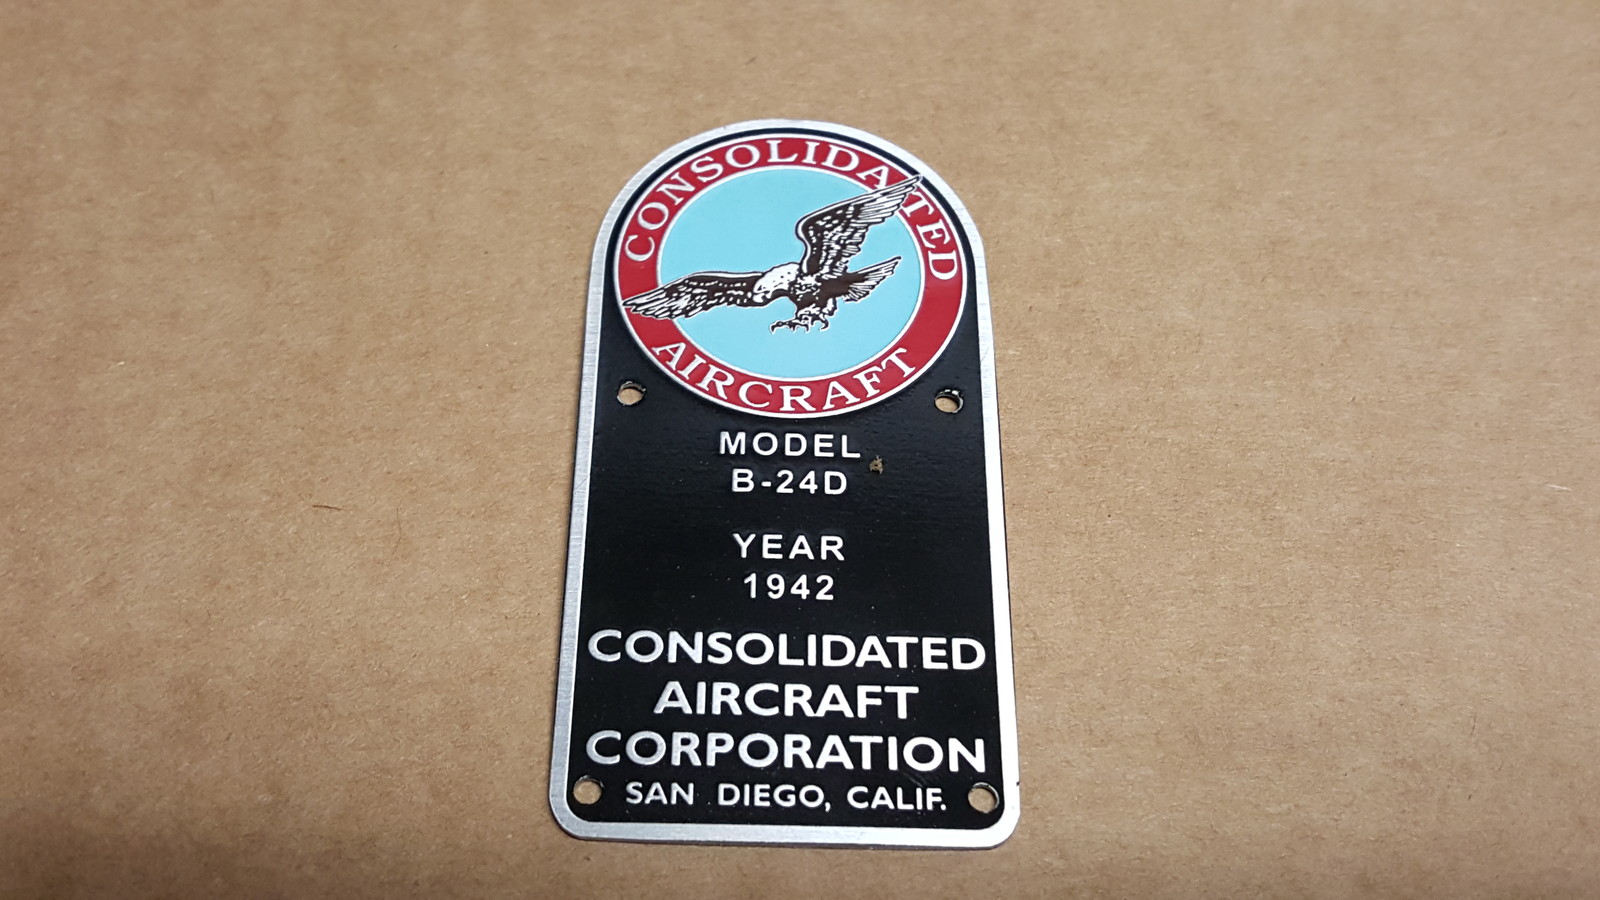 CONSOLIDATED
AIRCRAFT
MODEL
B-24D
YEAR
1942
CONSOLIDATED
AIRCRAFT
CORPORATION
SAN DIEGO, CALIF.